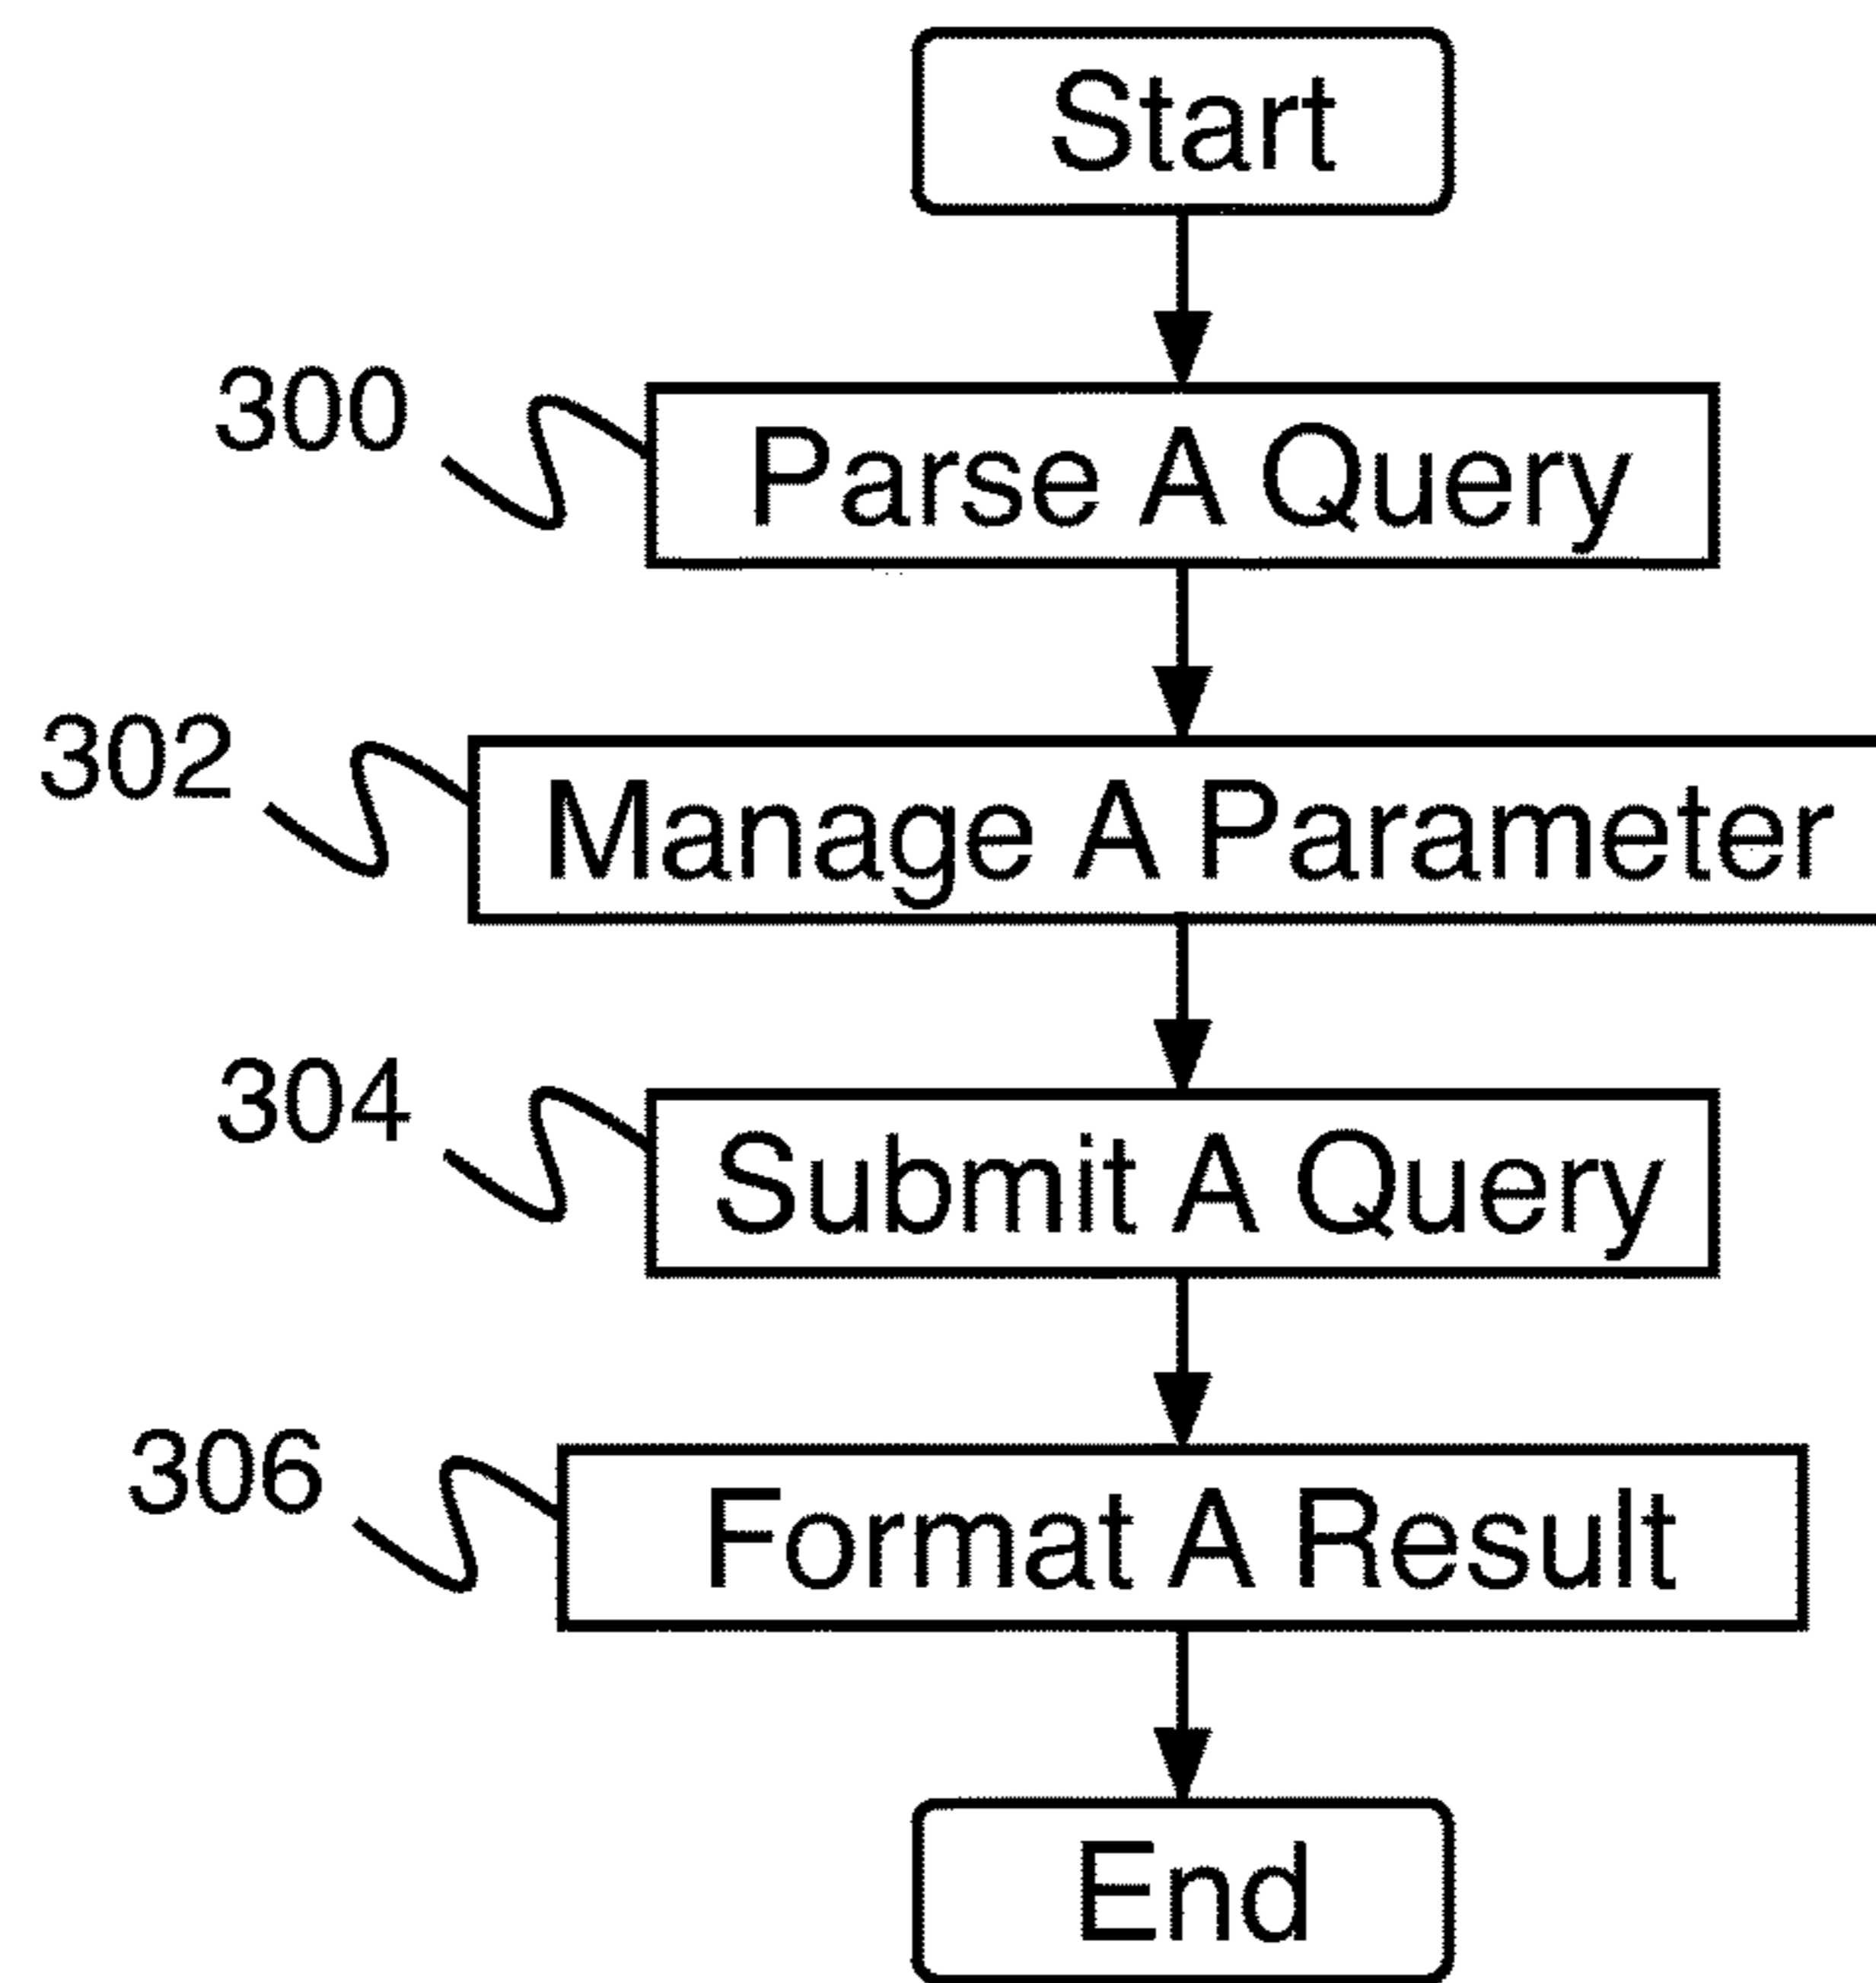 Start
300
Parse A Query
302
Manage A Parameter
304
Submit A Query
306
Format A Result
End